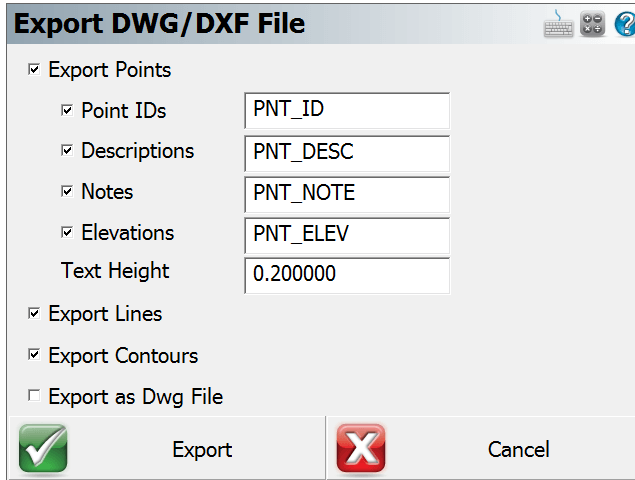 Export DWG/DXF File
Export Points
Point IDs PNT_ID
Descriptions PNT_DESC
Notes PNT_NOTE
Elevations PNT_ELEV
Text Height 0.200000
Export Lines
Export Contours
Export as Dwg File
Export Cancel